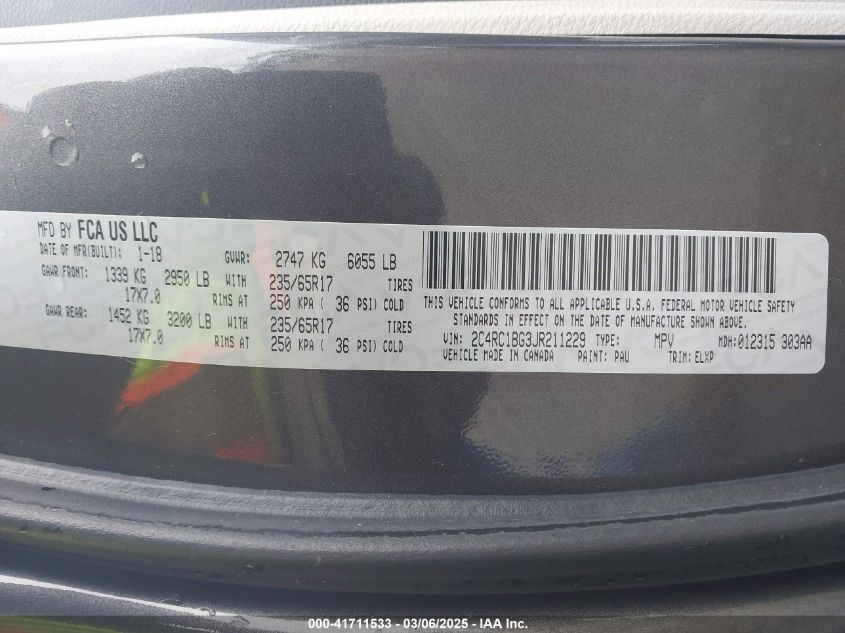 MFD BY FCA US LLC
DATE OF MFR(BUILT): 1-18 GVWR: 2747 KG 6055 LB
GAWR FRONT: 1339 KG 2950 LB WITH 235/65R17 TIRES
17X7.0 RIMS AT 250 KPA ( 36 PSI) COLD
GAWR REAR: 1452 KG 3200 LB WITH 235/65R17 TIRES
17X7.0 RIMS AT 250 KPA ( 36 PSI) COLD
THIS VEHICLE CONFORMS TO ALL APPLICABLE U.S.A. FEDERAL MOTOR VEHICLE SAFETY
STANDARDS IN EFFECT ON THE DATE OF MANUFACTURE SHOWN ABOVE.
VIN: 2C4RC1BG3JR211229 TYPE: MPV MDH:012315 303AA
VEHICLE MADE IN CANADA PAINT: PAU TRIM: ELXP
000-41711533 - 03/06/2025 - IAA Inc.